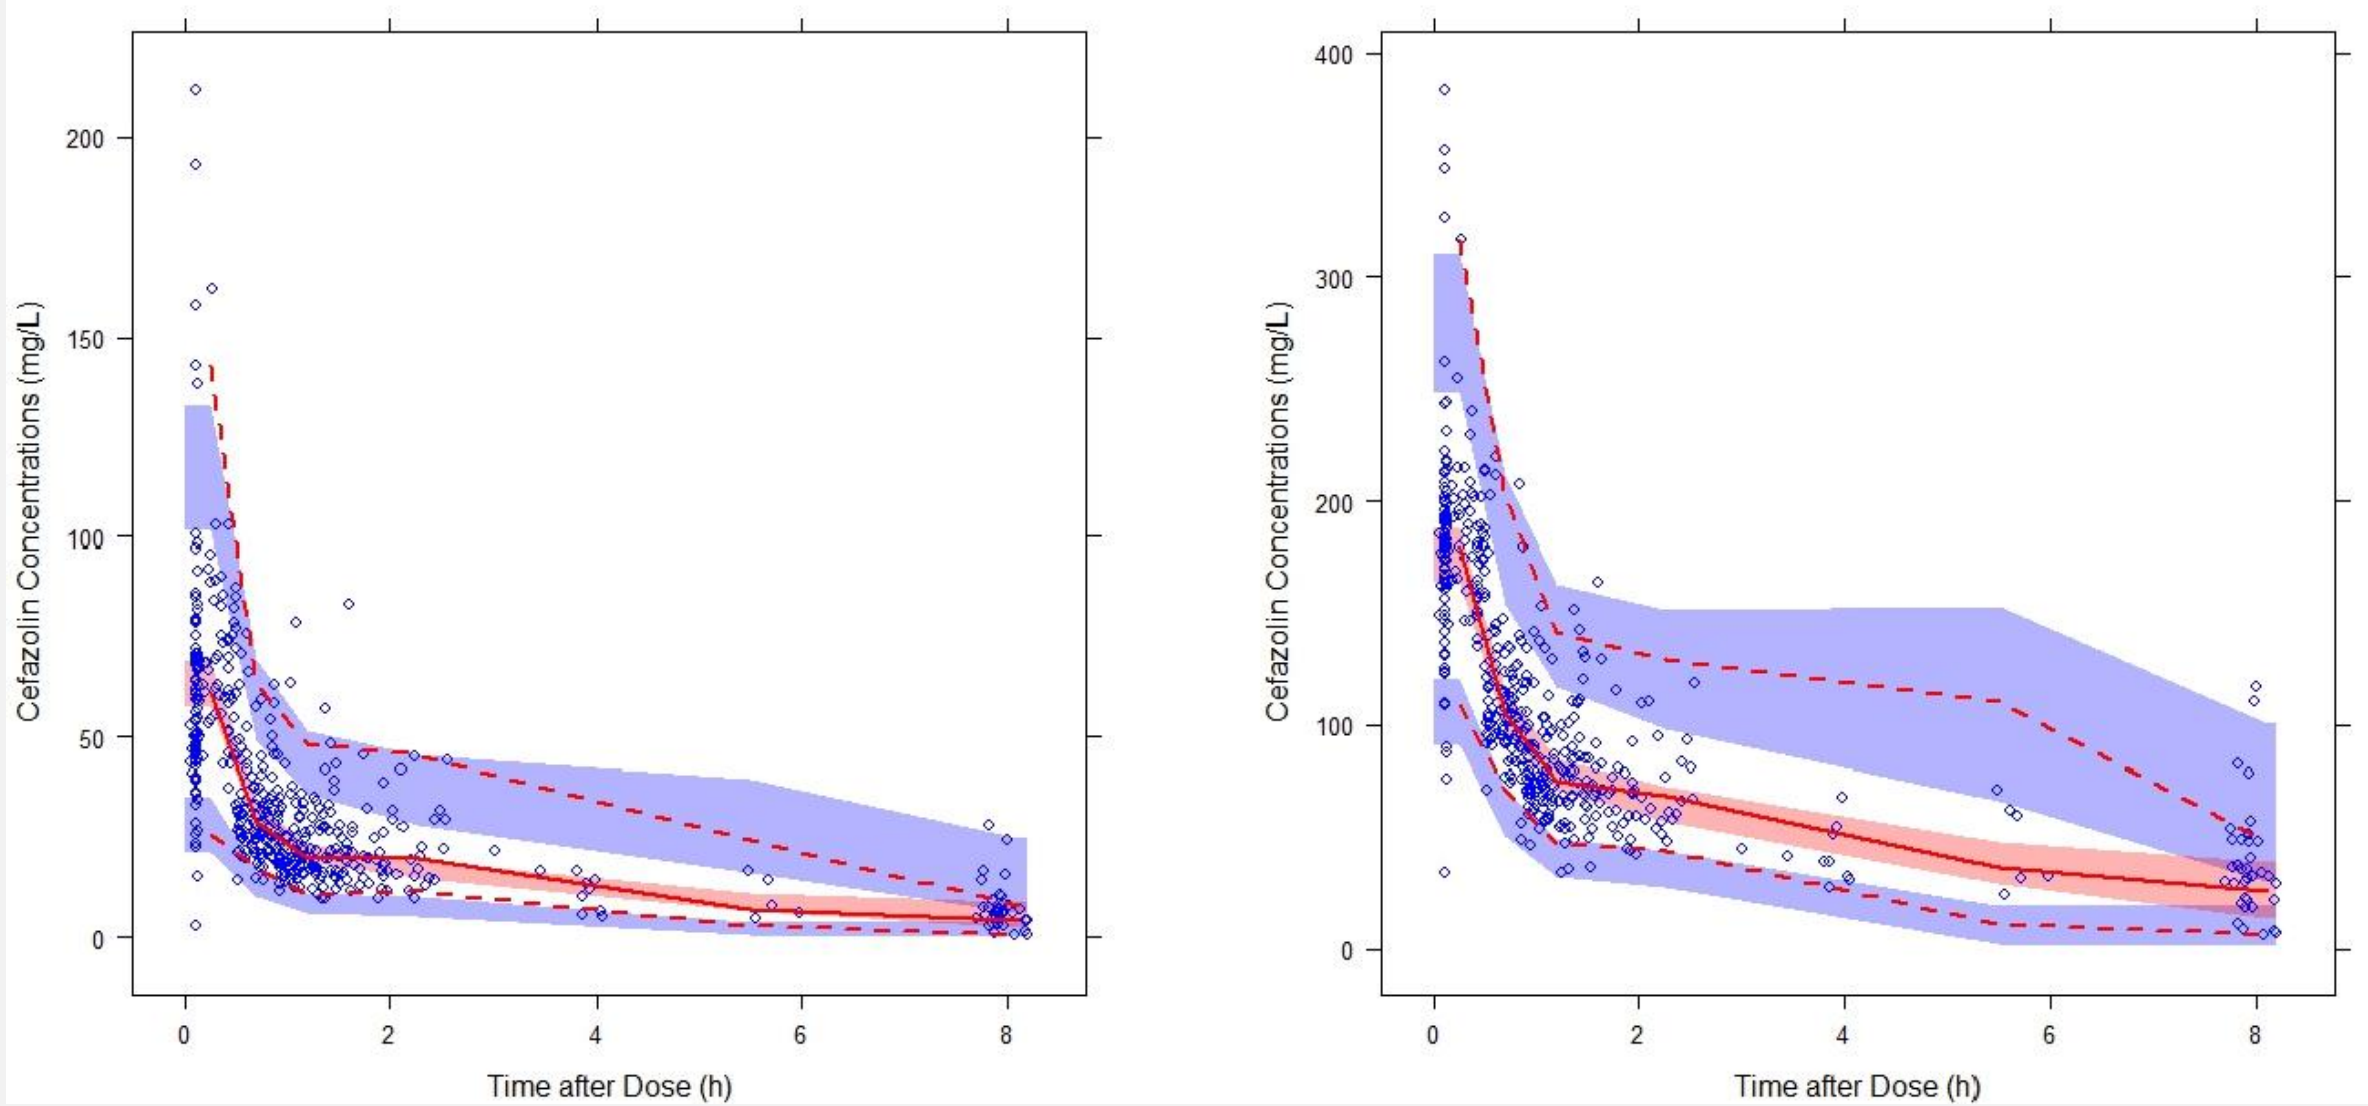 200
150
100
50
0
Cefazolin Concentrations (mg/L)
0 2 4 6 8
Time after Dose (h)
400
300
200
100
0
Cefazolin Concentrations (mg/L)
0 2 4 6 8
Time after Dose (h)